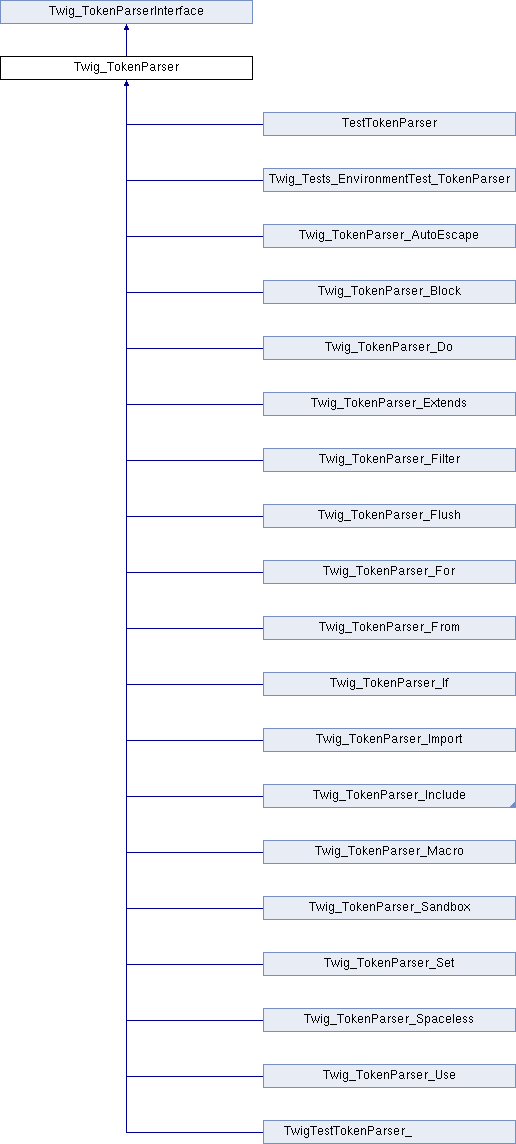 Twig_TokenParserInterface
Twig_TokenParser
TestTokenParser
Twig_Tests_EnvironmentTest_TokenParser
Twig_TokenParser_AutoEscape
Twig_TokenParser_Block
Twig_TokenParser_Do
Twig_TokenParser_Extends
Twig_TokenParser_Filter
Twig_TokenParser_Flush
Twig_TokenParser_For
Twig_TokenParser_From
Twig_TokenParser_If
Twig_TokenParser_Import
Twig_TokenParser_Include
Twig_TokenParser_Macro
Twig_TokenParser_Sandbox
Twig_TokenParser_Set
Twig_TokenParser_Spaceless
Twig_TokenParser_Use
TwigTestTokenParser_